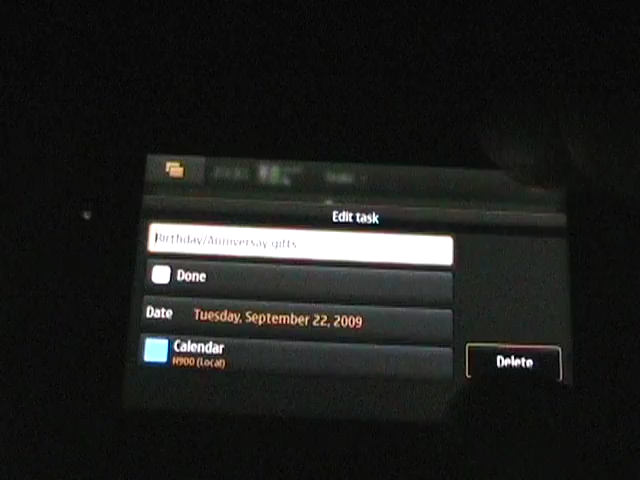 Edit task
Birthday/Anniversay gifts
Done
Date Tuesday, September 22, 2009
Calendar
N900 (Local)
Delete